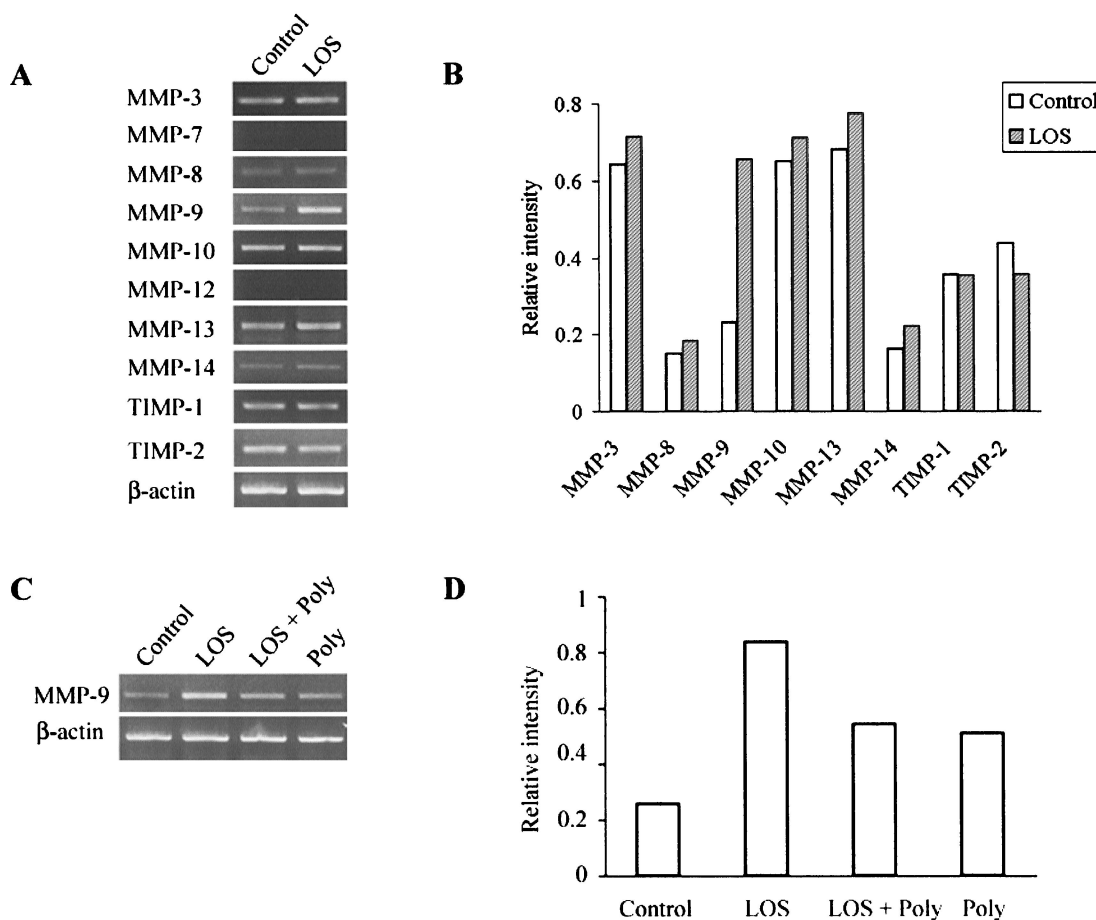 A
Control
LOS
MMP-3
MMP-7
MMP-8
MMP-9
MMP-10
MMP-12
MMP-13
MMP-14
TIMP-1
TIMP-2
β-actin
B
Control
LOS
Relative intensity
0.8
0.6
0.4
0.2
0
MMP-3
MMP-8
MMP-9
MMP-10
MMP-13
MMP-14
TIMP-1
TIMP-2
C
Control
LOS
LOS + Poly
Poly
MMP-9
β-actin
D
Relative intensity
1
0.8
0.6
0.4
0.2
0
Control
LOS
LOS + Poly
Poly